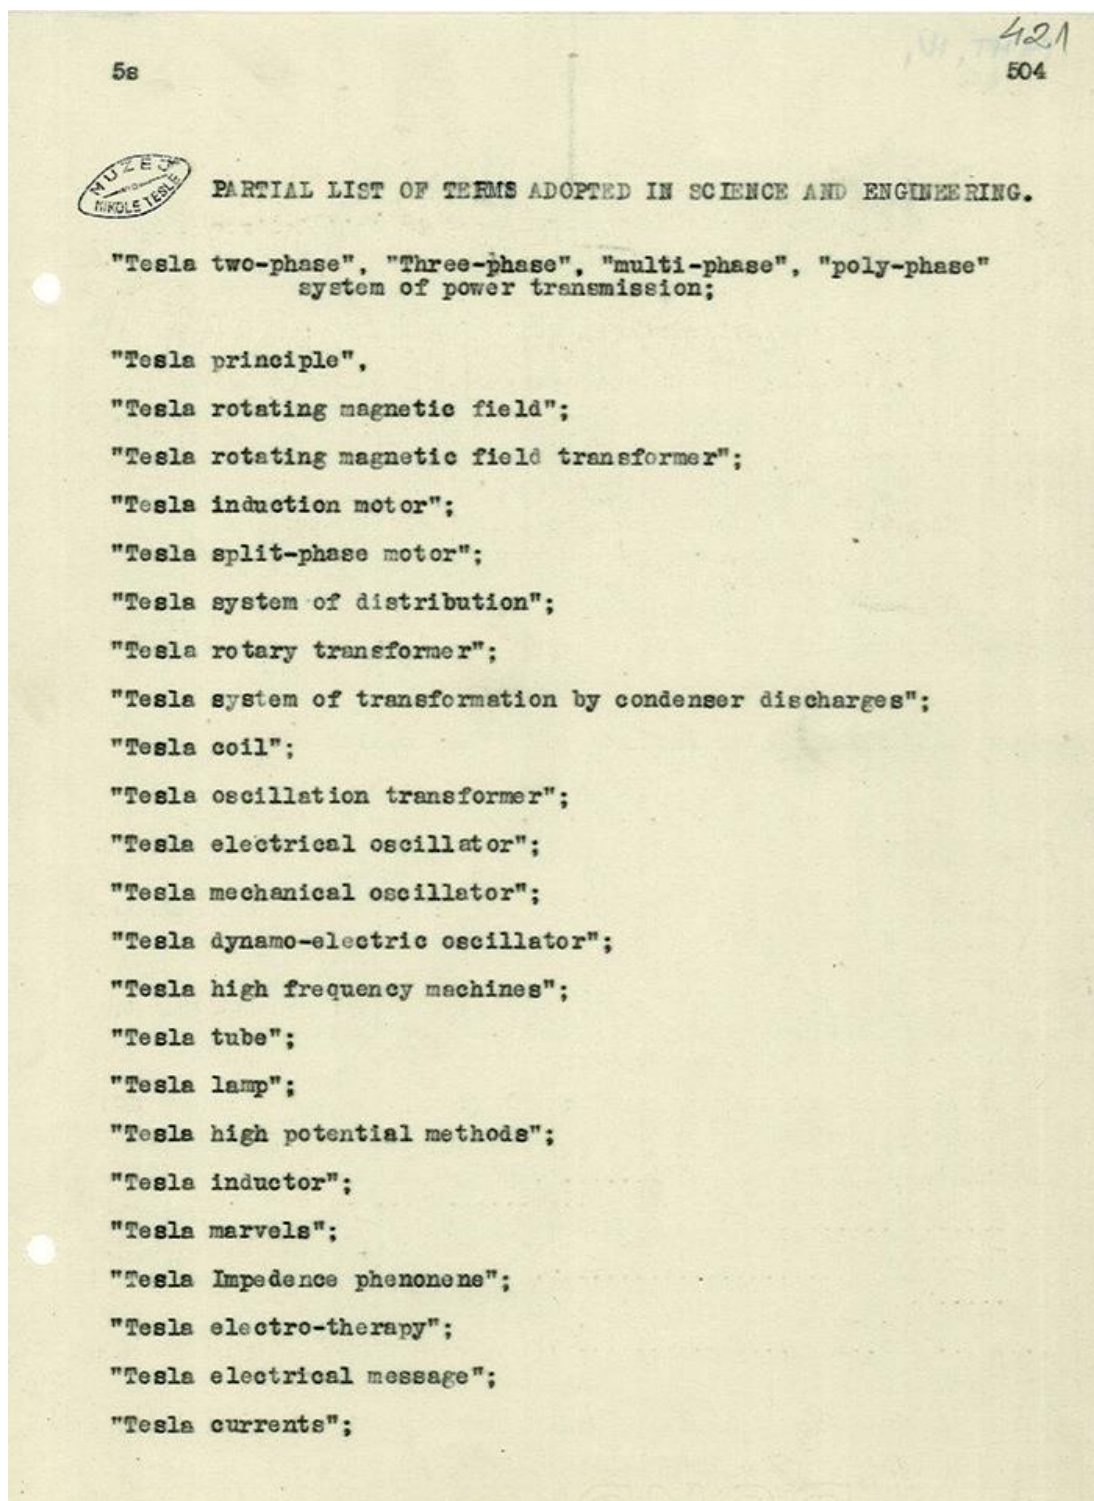 421
5s 504
MUZEJ
NIKOLE TESLE
PARTIAL LIST OF TERMS ADOPTED IN SCIENCE AND ENGINEERING.
"Tesla two-phase", "Three-phase", "multi-phase", "poly-phase"
system of power transmission;
"Tesla principle",
"Tesla rotating magnetic field";
"Tesla rotating magnetic field transformer";
"Tesla induction motor";
"Tesla split-phase motor";
"Tesla system of distribution";
"Tesla rotary transformer";
"Tesla system of transformation by condenser discharges";
"Tesla coil";
"Tesla oscillation transformer";
"Tesla electrical oscillator";
"Tesla mechanical oscillator";
"Tesla dynamo-electric oscillator";
"Tesla high frequency machines";
"Tesla tube";
"Tesla lamp";
"Tesla high potential methods";
"Tesla inductor";
"Tesla marvels";
"Tesla Impedence phenonene";
"Tesla electro-therapy";
"Tesla electrical message";
"Tesla currents";